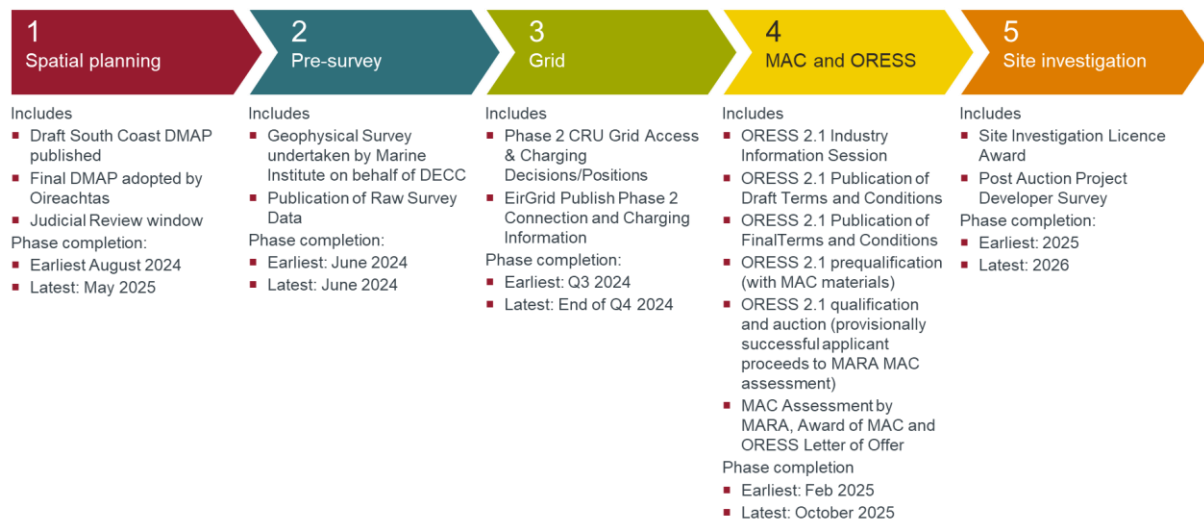 1
Spatial planning
Includes
▪ Draft South Coast DMAP
published
▪ Final DMAP adopted by
Oireachtas
▪ Judicial Review window
Phase completion:
▪ Earliest August 2024
▪ Latest: May 2025
2
Pre-survey
Includes
▪ Geophysical Survey
undertaken by Marine
Institute on behalf of DECC
▪ Publication of Raw Survey
Data
Phase completion:
▪ Earliest: June 2024
▪ Latest: June 2024
3
Grid
Includes
▪ Phase 2 CRU Grid Access
& Charging
Decisions/Positions
▪ EirGrid Publish Phase 2
Connection and Charging
Information
Phase completion:
▪ Earliest: Q3 2024
▪ Latest: End of Q4 2024
4
MAC and ORESS
Includes
▪ ORESS 2.1 Industry
Information Session
▪ ORESS 2.1 Publication of
Draft Terms and Conditions
▪ ORESS 2.1 Publication of
FinalTerms and Conditions
▪ ORESS 2.1 prequalification
(with MAC materials)
▪ ORESS 2.1 qualification
and auction (provisionally
successful applicant
proceeds to MARA MAC
assessment)
▪ MAC Assessment by
MARA, Award of MAC and
ORESS Letter of Offer
Phase completion
▪ Earliest: Feb 2025
▪ Latest: October 2025
5
Site investigation
Includes
▪ Site Investigation Licence
Award
▪ Post Auction Project
Developer Survey
Phase completion:
▪ Earliest: 2025
▪ Latest: 2026